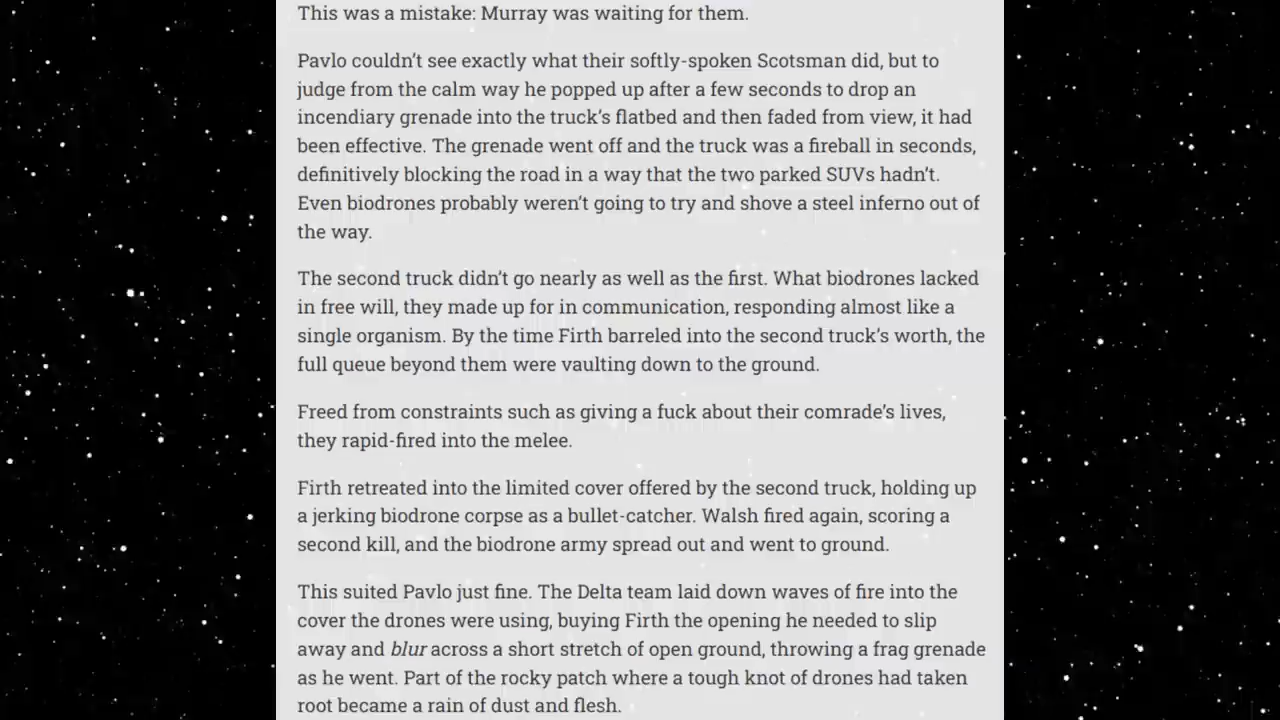 This was a mistake: Murray was waiting for them.
Pavlo couldn’t see exactly what their softly-spoken Scotsman did, but to
judge from the calm way he popped up after a few seconds to drop an
incendiary grenade into the truck’s flatbed and then faded from view, it had
been effective. The grenade went off and the truck was a fireball in seconds,
definitively blocking the road in a way that the two parked SUVs hadn’t.
Even biodrones probably weren’t going to try and shove a steel inferno out of
the way.
The second truck didn’t go nearly as well as the first. What biodrones lacked
in free will, they made up for in communication, responding almost like a
single organism. By the time Firth barreled into the second truck’s worth, the
full queue beyond them were vaulting down to the ground.
Freed from constraints such as giving a fuck about their comrade’s lives,
they rapid-fired into the melee.
Firth retreated into the limited cover offered by the second truck, holding up
a jerking biodrone corpse as a bullet-catcher. Walsh fired again, scoring a
second kill, and the biodrone army spread out and went to ground.
This suited Pavlo just fine. The Delta team laid down waves of fire into the
cover the drones were using, buying Firth the opening he needed to slip
away and blur across a short stretch of open ground, throwing a frag grenade
as he went. Part of the rocky patch where a tough knot of drones had taken
root became a rain of dust and flesh.